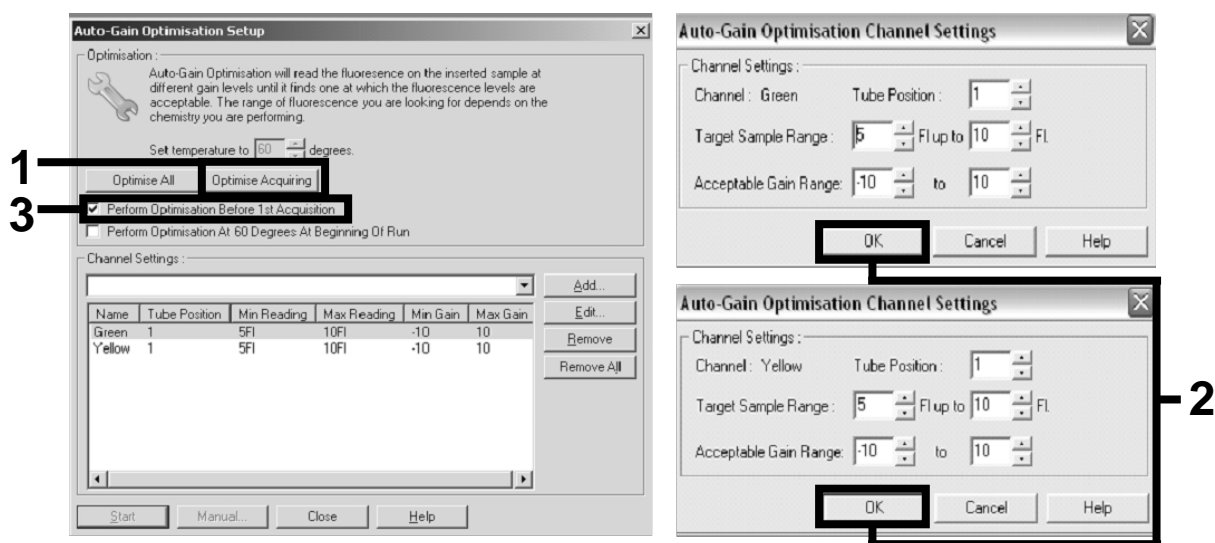 Auto-Gain Optimisation Setup
Optimisation :
Auto-Gain Optimisation will read the fluoresence on the inserted sample at
different gain levels until it finds one at which the fluorescence levels are
acceptable. The range of fluorescence you are looking for depends on the
chemistry you are performing.
Set temperature to 60 degrees.
1
Optimise All Optimise Acquiring
3
Perform Optimisation Before 1st Acquisition
Perform Optimisation At 60 Degrees At Beginning Of Run
Channel Settings :
Add...
Name Tube Position Min Reading Max Reading Min Gain Max Gain
Edit...
Green 1 5Fl 10Fl -10 10
Yellow 1 5Fl 10Fl -10 10
Remove
Remove All
Start Manual... Close Help
Auto-Gain Optimisation Channel Settings
Channel Settings :
Channel : Green Tube Position : 1
Target Sample Range : 5 Fl up to 10 Fl.
Acceptable Gain Range: -10 to 10
OK Cancel Help
Auto-Gain Optimisation Channel Settings
Channel Settings :
Channel : Yellow Tube Position : 1
Target Sample Range : 5 Fl up to 10 Fl.
Acceptable Gain Range: -10 to 10
OK Cancel Help
2